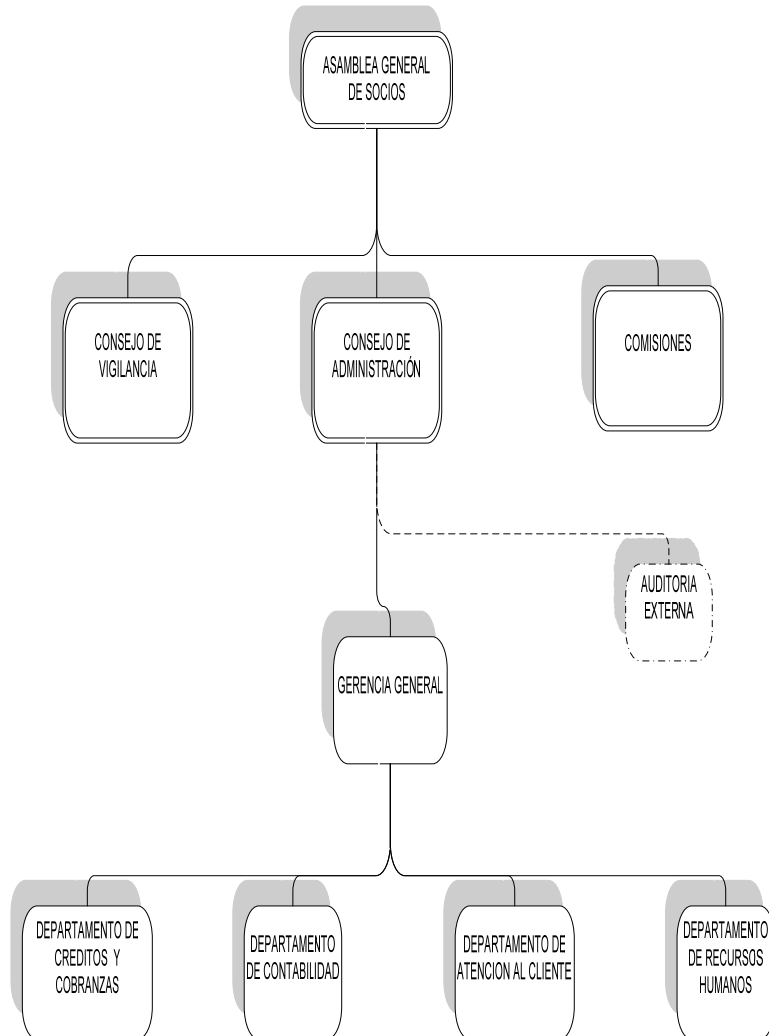 ASAMBLEA GENERAL
DE SOCIOS
CONSEJO DE
VIGILANCIA
CONSEJO DE
ADMINISTRACIÓN
COMISIONES
AUDITORIA
EXTERNA
GERENCIA GENERAL
DEPARTAMENTO DE
CREDITOS Y
COBRANZAS
DEPARTAMENTO
DE CONTABILIDAD
DEPARTAMENTO DE
ATENCION AL CLIENTE
DEPARTAMENTO
DE RECURSOS
HUMANOS